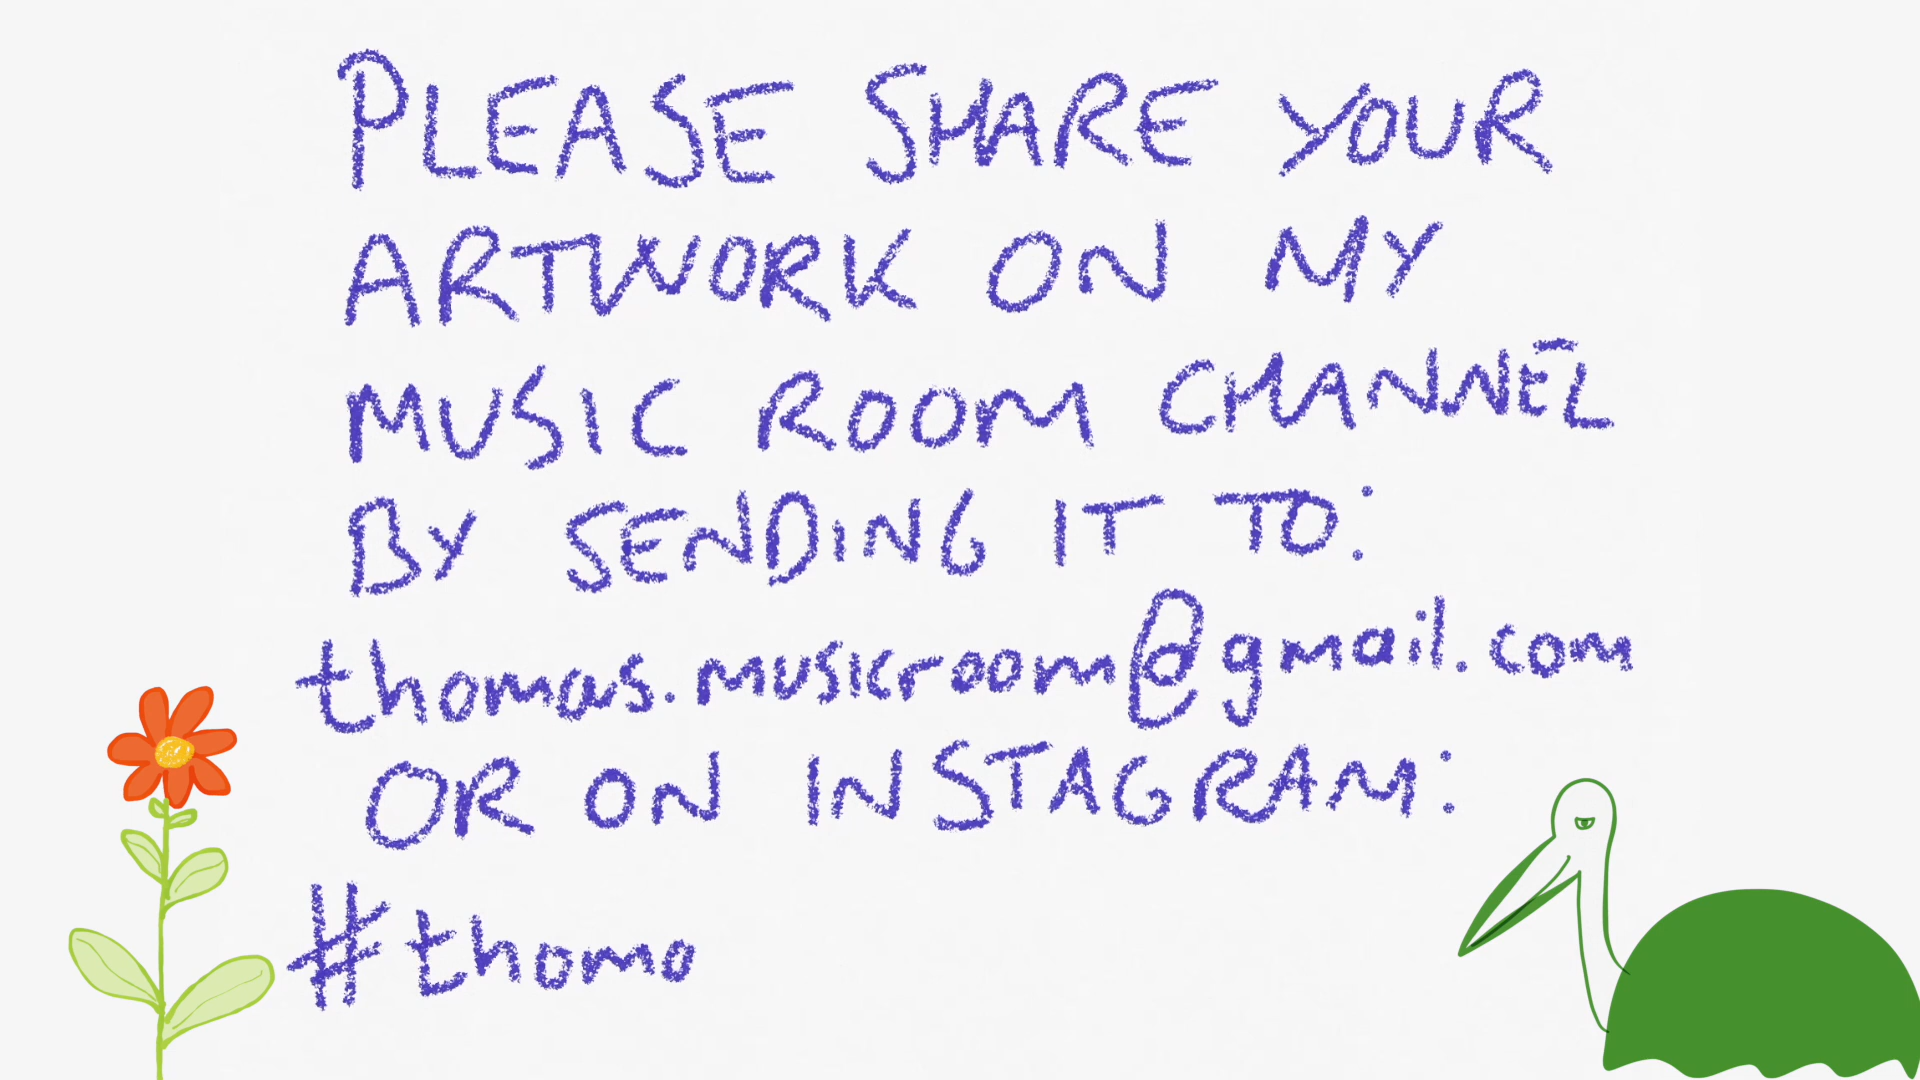 PLEASE SHARE YOUR
ARTWORK ON MY
MUSIC ROOM CHANNEL
BY SENDING IT TO:
thomas.musicroom@gmail.com
OR ON INSTAGRAM:
#thomo